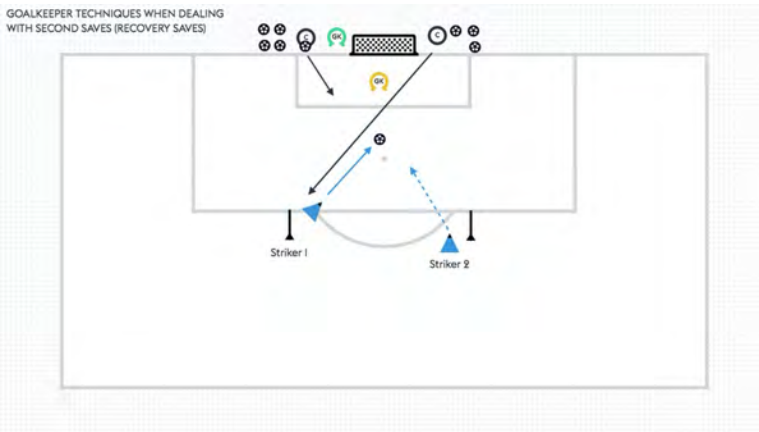 GOALKEEPER TECHNIQUES WHEN DEALING
WITH SECOND SAVES (RECOVERY SAVES)
C
GK
C
GK
Striker 1
Striker 2